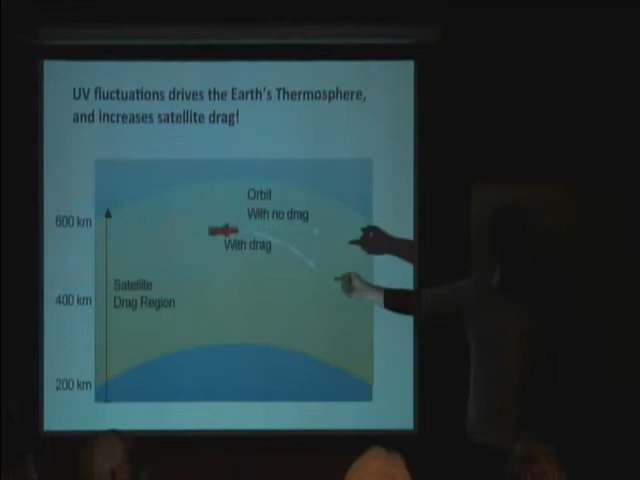 UV fluctuations drives the Earth's Thermosphere,
and increases satellite drag!
Orbit
With no drag
600 km
With drag
Satellite
Drag Region
400 km
200 km